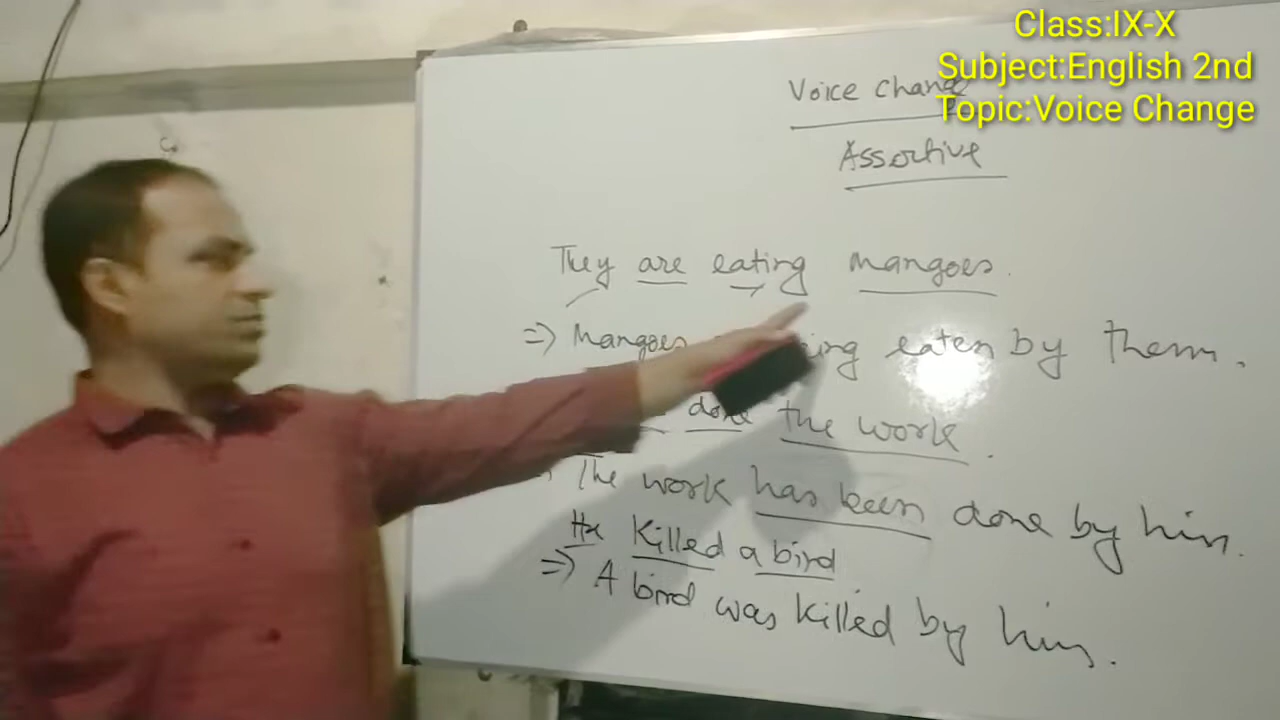 Class:IX-X
Subject:English 2nd
Topic:Voice Change
Voice Change
Assertive
They are eating mangoes.
=> Mangoes eaten by them.
done the work.
The work has been done by him.
He killed a bird
=> A bird was killed by him.